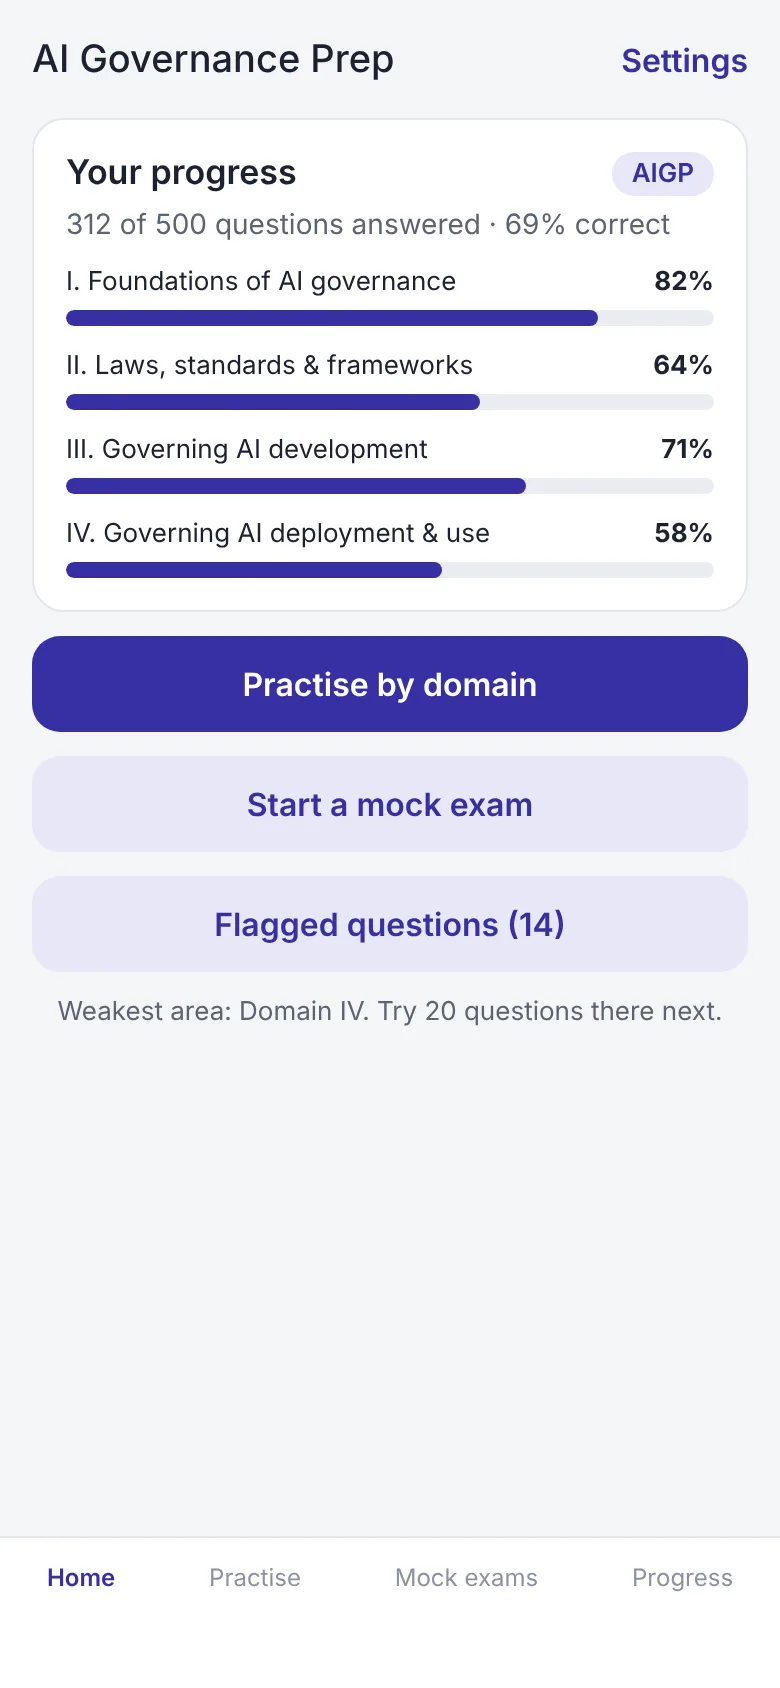 AI Governance Prep
Settings
Your progress
AIGP
312 of 500 questions answered · 69% correct
I. Foundations of AI governance
82%
II. Laws, standards & frameworks
64%
III. Governing AI development
71%
IV. Governing AI deployment & use
58%
Practise by domain
Start a mock exam
Flagged questions (14)
Weakest area: Domain IV. Try 20 questions there next.
Home
Practise
Mock exams
Progress